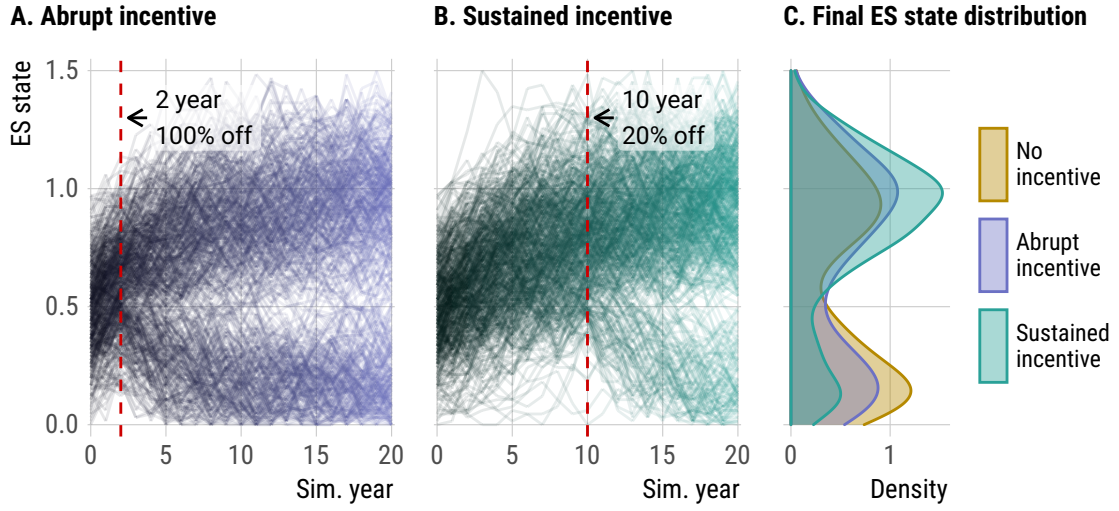 A. Abrupt incentive
B. Sustained incentive
C. Final ES state distribution
ES state
1.5
1.0
0.5
0.0
2 year
100% off
0
5
10
15
20
Sim. year
10 year
20% off
0
5
10
15
20
Sim. year
0
1
Density
No
incentive
Abrupt
incentive
Sustained
incentive